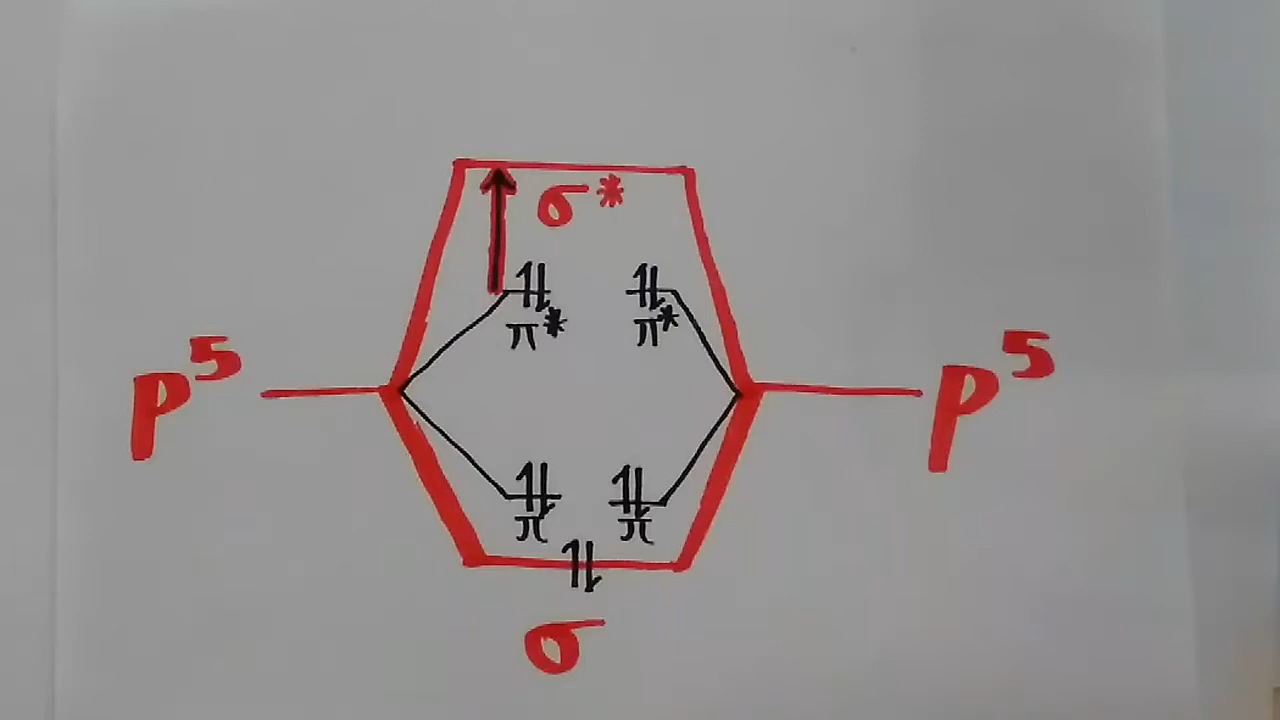 σ*
π* π*
p⁵ p⁵
π π
σ